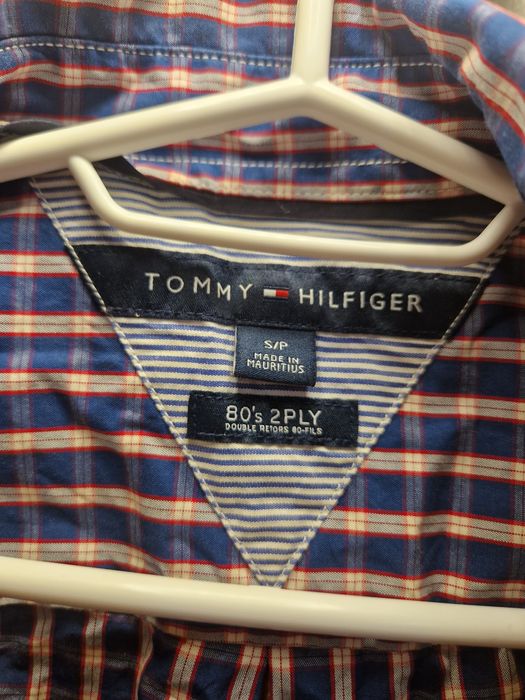 TOMMY HILFIGER
S/P
MADE IN
MAURITIUS
80's 2PLY
DOUBLE RETORS 80-FILS